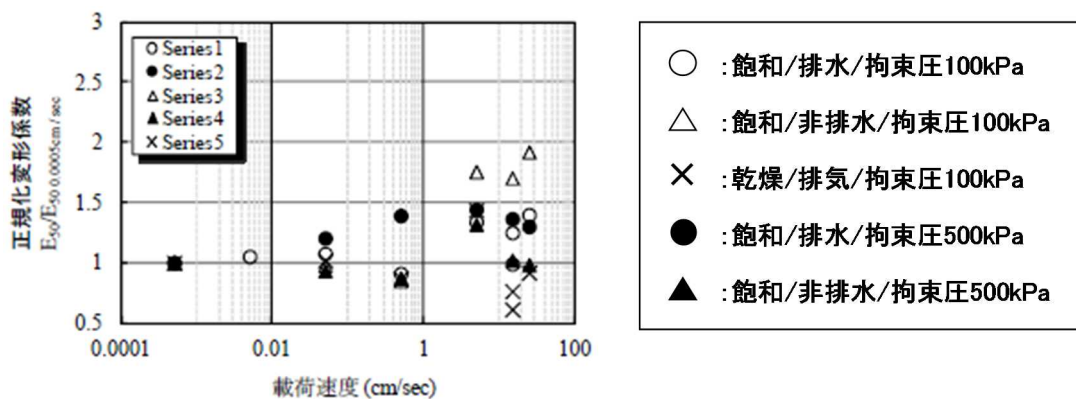 3
2.5
2
1.5
1
0.5
0.0001
0.01
1
100
正規化変形係数
E50/E50 0.0005cm/sec
載荷速度 (cm/sec)
Series1
Series2
Series3
Series4
Series5
:飽和/排水/拘束圧100kPa
:飽和/非排水/拘束圧100kPa
:乾燥/排気/拘束圧100kPa
:飽和/排水/拘束圧500kPa
:飽和/非排水/拘束圧500kPa